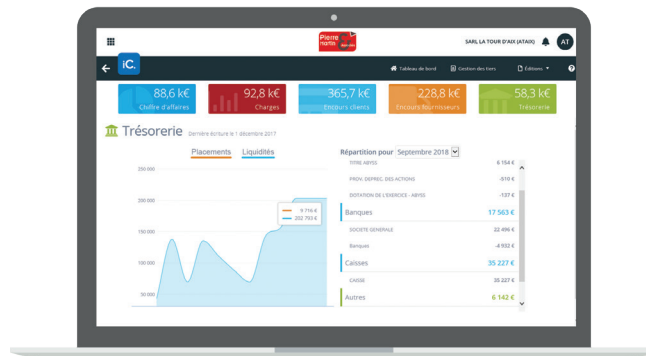 Pierre
martin
SARL LA TOUR D'AIX (ATAIX)
AT
iC.
Tableau de bord
Gestion des tiers
Éditions
?
88,6 k€
Chiffre d'affaires
92,8 k€
Charges
365,7 k€
Encours clients
228,8 k€
Encours fournisseurs
58,3 k€
Trésorerie
Trésorerie
Dernière écriture le 1 décembre 2017
Placements
Liquidités
250 000
200 000
150 000
100 000
50 000
9 716 €
202 793 €
Répartition pour Septembre 2018
TITRE ABYSS 6 154 €
PROV. DEPREC. DES ACTIONS -510 €
DOTATION DE L'EXERCICE - ABYSS -137 €
Banques 17 563 €
SOCIETE GENERALE 22 496 €
Banques -4 932 €
Caisses 35 227 €
CAISSE 35 227 €
Autres 6 142 €